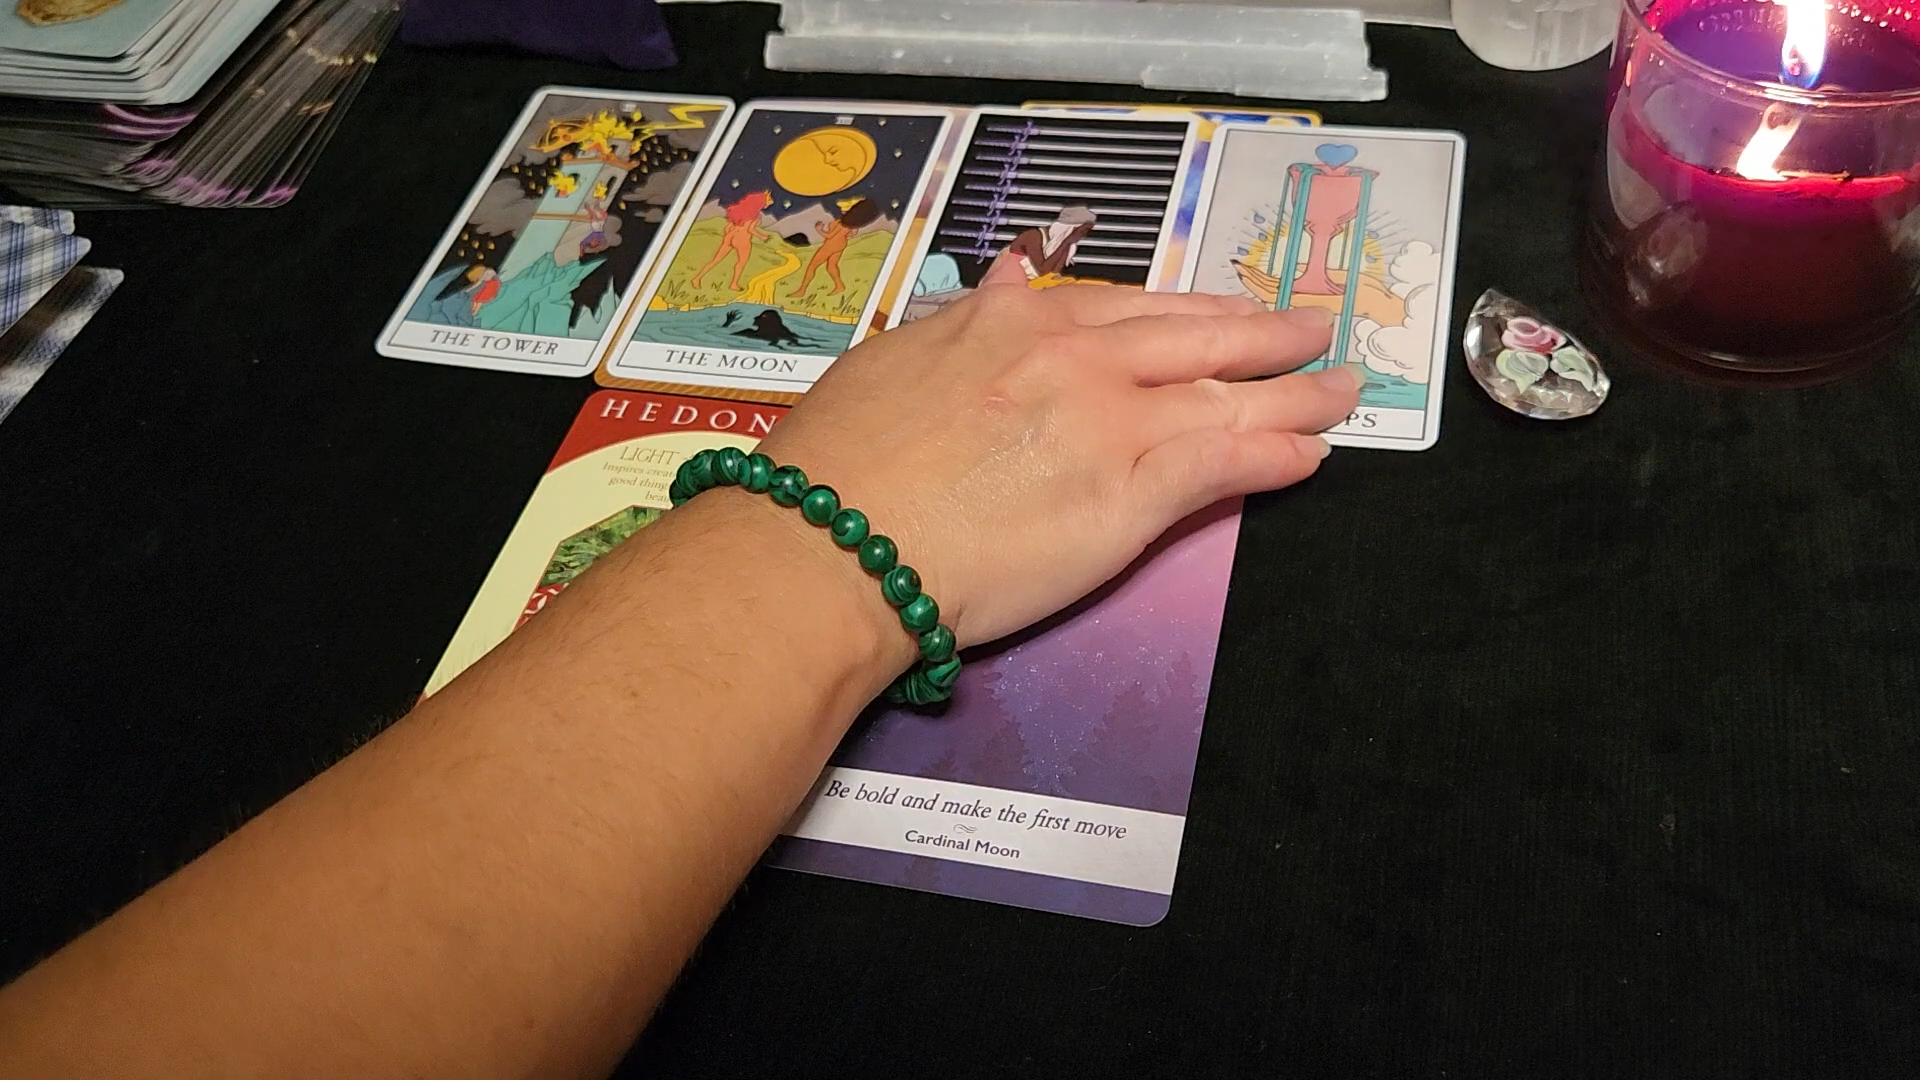 THE TOWER
THE MOON
PS
HEDON
LIGHT
Inspires creat
good thing
Be bold and make the first move
Cardinal Moon